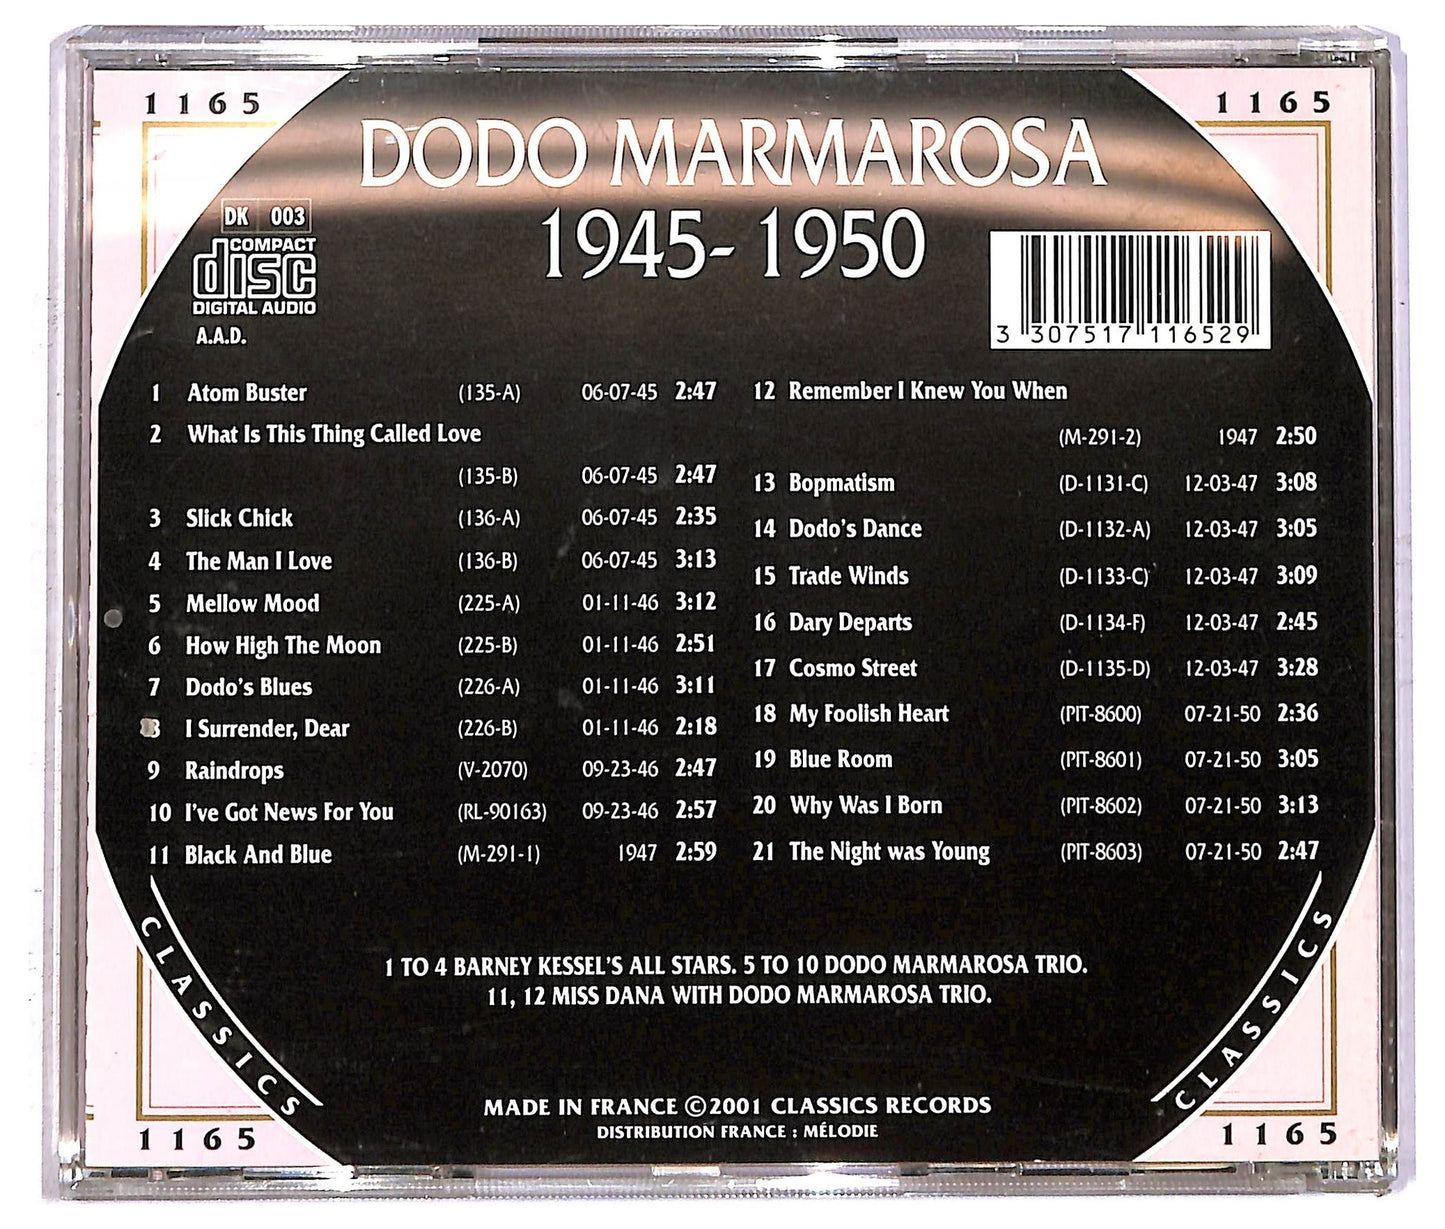 1165
1165
DODO MARMAROSA
1945-1950
DK 003
COMPACT
disc
DIGITAL AUDIO
A.A.D.
3 307517 116529
1 Atom Buster (135-A) 06-07-45 2:47
2 What Is This Thing Called Love
(135-B) 06-07-45 2:47
3 Slick Chick (136-A) 06-07-45 2:35
4 The Man I Love (136-B) 06-07-45 3:13
5 Mellow Mood (225-A) 01-11-46 3:12
6 How High The Moon (225-B) 01-11-46 2:51
7 Dodo's Blues (226-A) 01-11-46 3:11
8 I Surrender, Dear (226-B) 01-11-46 2:18
9 Raindrops (V-2070) 09-23-46 2:47
10 I've Got News For You (RL-90163) 09-23-46 2:57
11 Black And Blue (M-291-1) 1947 2:59
12 Remember I Knew You When
(M-291-2) 1947 2:50
13 Bopmatism (D-1131-C) 12-03-47 3:08
14 Dodo's Dance (D-1132-A) 12-03-47 3:05
15 Trade Winds (D-1133-C) 12-03-47 3:09
16 Dary Departs (D-1134-F) 12-03-47 2:45
17 Cosmo Street (D-1135-D) 12-03-47 3:28
18 My Foolish Heart (PIT-8600) 07-21-50 2:36
19 Blue Room (PIT-8601) 07-21-50 3:05
20 Why Was I Born (PIT-8602) 07-21-50 3:13
21 The Night was Young (PIT-8603) 07-21-50 2:47
CLASSICS
CLASSICS
1 TO 4 BARNEY KESSEL'S ALL STARS. 5 TO 10 DODO MARMAROSA TRIO.
11, 12 MISS DANA WITH DODO MARMAROSA TRIO.
MADE IN FRANCE ©2001 CLASSICS RECORDS
DISTRIBUTION FRANCE : MÉLODIE
1165
1165